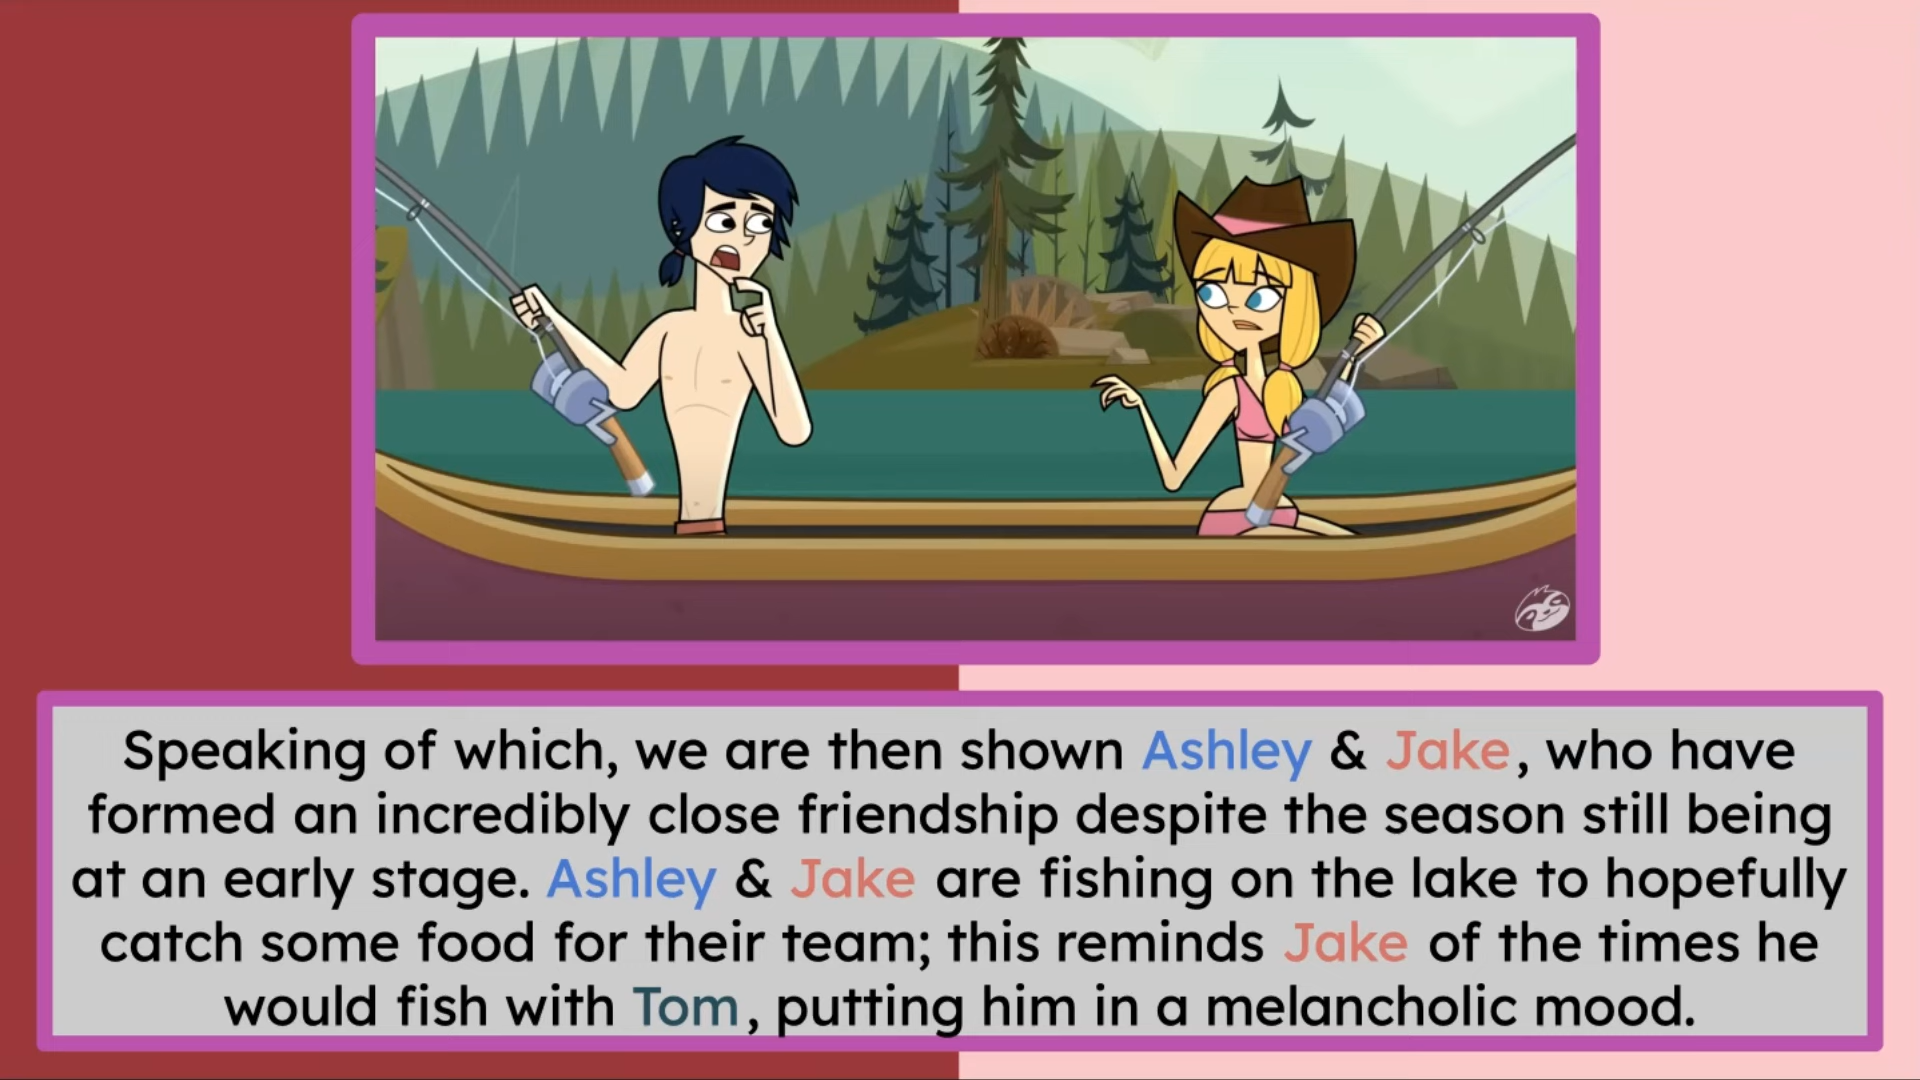 Speaking of which, we are then shown Ashley & Jake, who have
formed an incredibly close friendship despite the season still being
at an early stage. Ashley & Jake are fishing on the lake to hopefully
catch some food for their team; this reminds Jake of the times he
would fish with Tom, putting him in a melancholic mood.